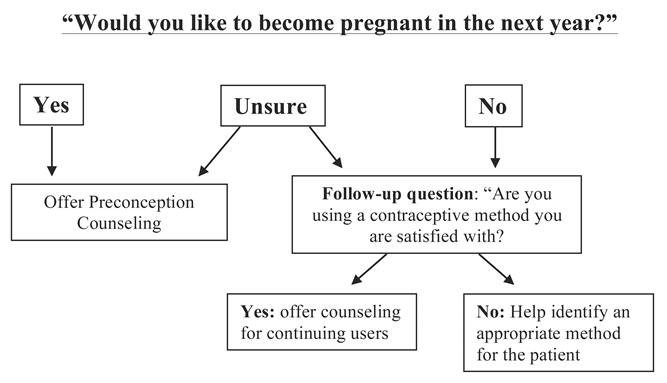 “Would you like to become pregnant in the next year?”
Yes
Unsure
No
Offer Preconception
Counseling
Follow-up question: “Are you
using a contraceptive method you
are satisfied with?
Yes: offer counseling
for continuing users
No: Help identify an
appropriate method
for the patient